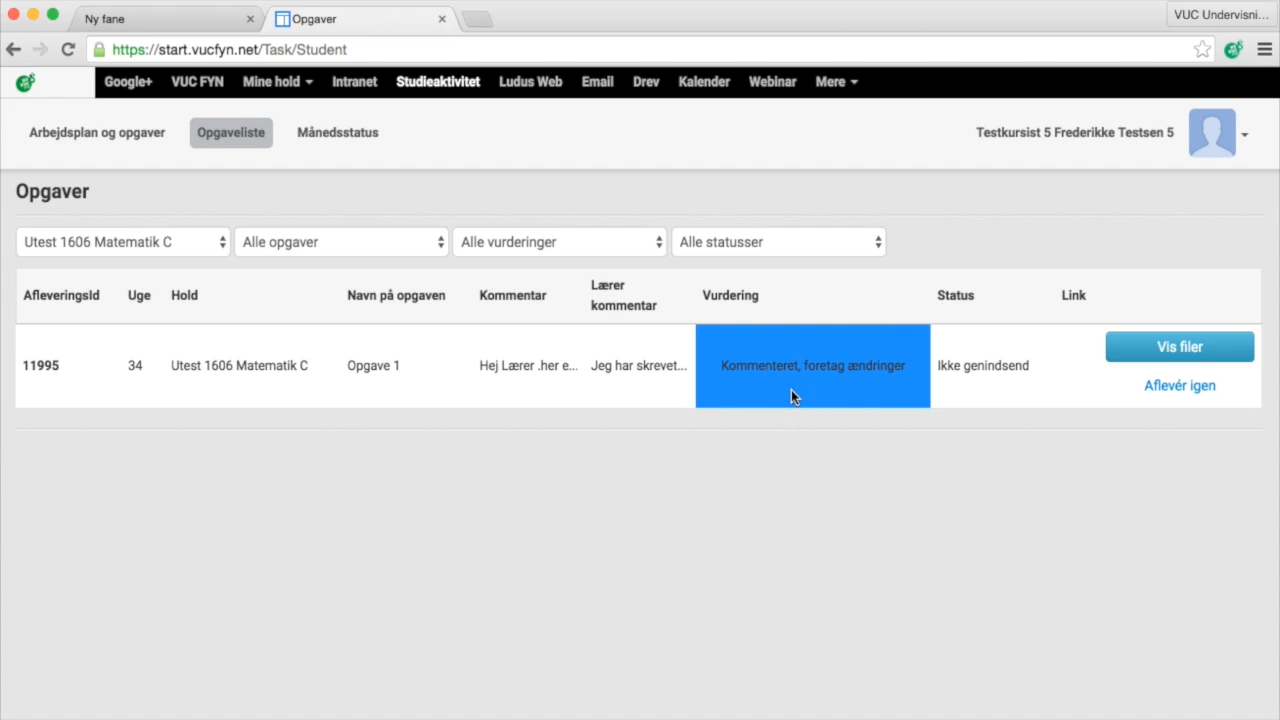 Ny fane
Opgaver
VUC Undervisni...
https://start.vucfyn.net/Task/Student
Google+ VUC FYN Mine hold Intranet Studieaktivitet Ludus Web Email Drev Kalender Webinar Mere
Arbejdsplan og opgaver Opgaveliste Månedsstatus Testkursist 5 Frederikke Testsen 5
Opgaver
Utest 1606 Matematik C Alle opgaver Alle vurderinger Alle statusser
AfleveringsId Uge Hold Navn på opgaven Kommentar Lærer kommentar Vurdering Status Link
11995 34 Utest 1606 Matematik C Opgave 1 Hej Lærer .her e... Jeg har skrevet... Kommenteret, foretag ændringer Ikke genindsend
Vis filer
Aflevér igen